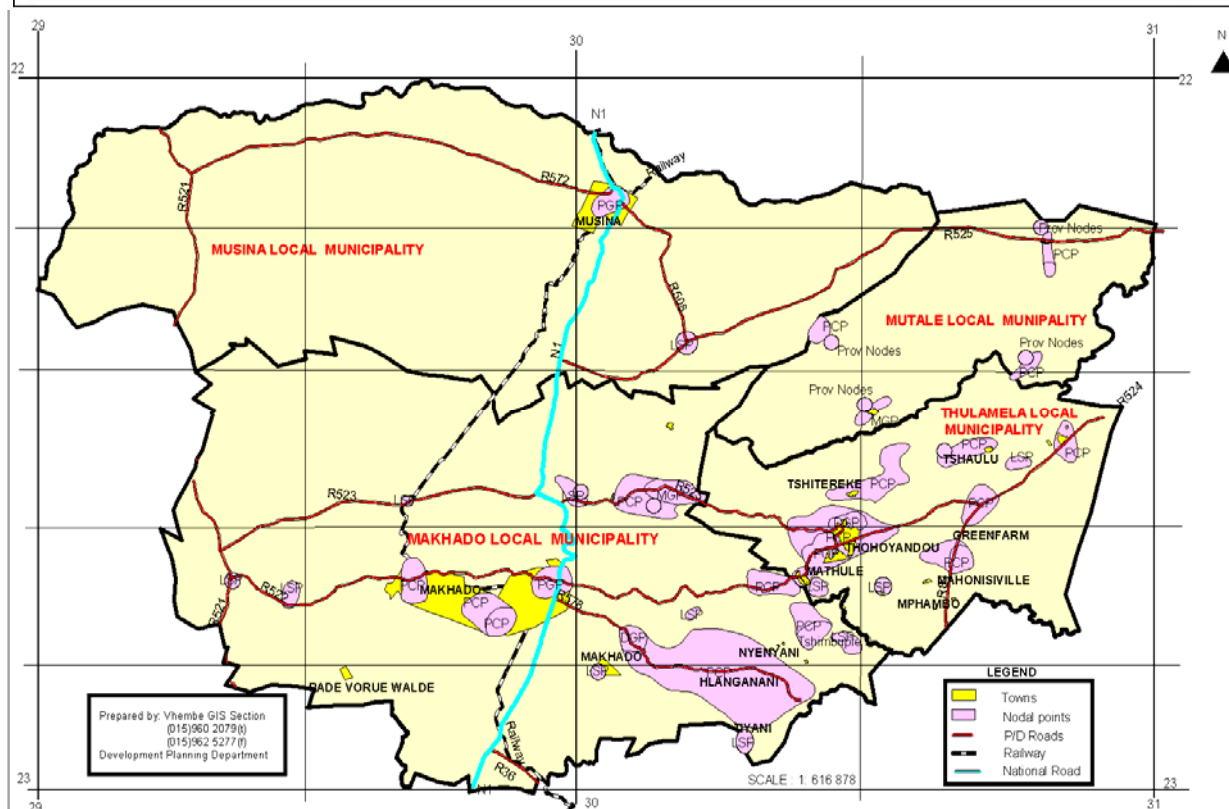 29
30
31
N
22
22
N1
Railway
R572
R521
PGP
MUSINA
MUSINA LOCAL MUNICIPALITY
Prov Nodes
R525
PCP
R508
MUTALE LOCAL MUNIPALITY
PCP
Prov Nodes
LSP
N1
Prov Nodes
PCP
Prov Nodes
MGP
R524
THULAMELA LOCAL
MUNICIPALITY
PCP
TSHAULU
LSP
PCP
TSHITEREKE
PCP
LSP
R523
LSP
PCP
MGP
PCP
MAKHADO LOCAL MUNICIPALITY
GREENFARM
THOHOYANDOU
PCP
MATHULE
LSP
R522
LSP
PCP
MAKHADO
PGP
R578
PCP
LSP
LSP
MAHONISIVILLE
MPHAMBO
PCP
PCP
R521
LSP
PCP
Tshimbupfe
DGP
NYENYANI
MAKHADO
LSP
HLANGANANI
RADE VORUE WALDE
DYANI
LSP
LEGEND
Towns
Nodal points
P/D Roads
Railway
National Road
Prepared by: Vhembe GIS Section
(015)960 2079(t)
(015)962 5277(f)
Development Planning Department
Railway
R36
N1
SCALE : 1: 616 878
23
23
29
30
31